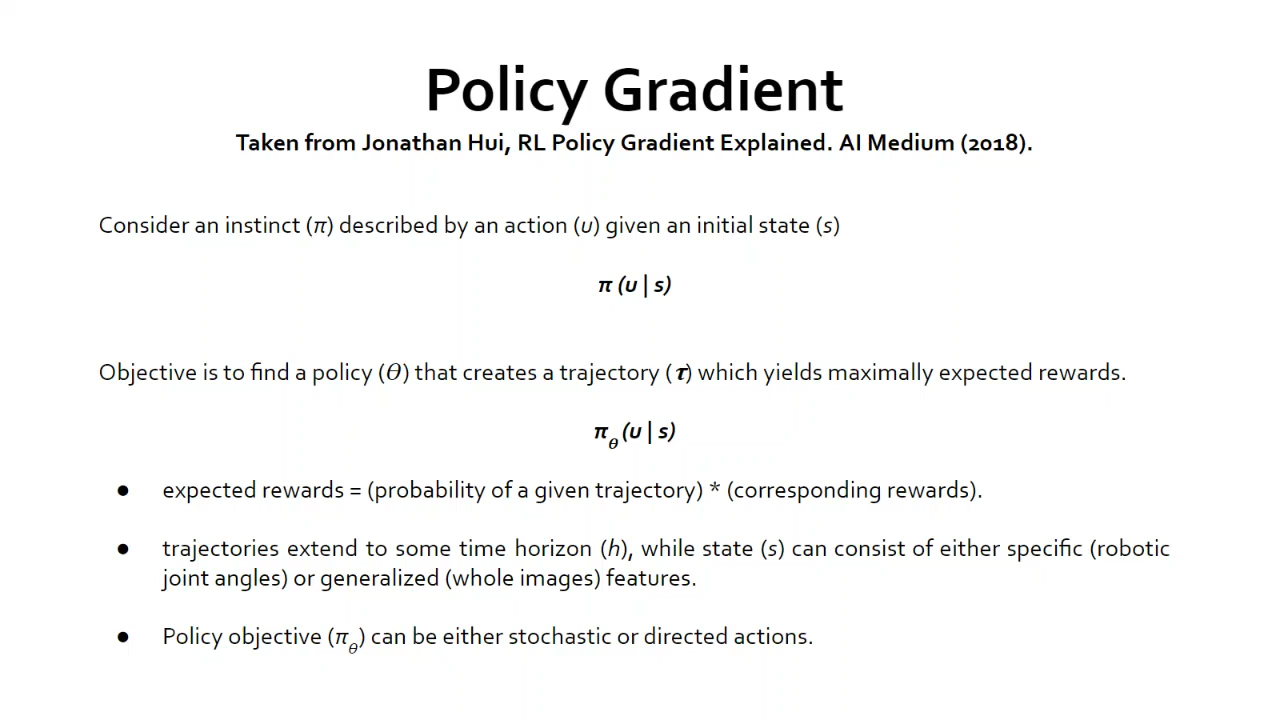 Policy Gradient
Taken from Jonathan Hui, RL Policy Gradient Explained. AI Medium (2018).
Consider an instinct (π) described by an action (υ) given an initial state (s)
π (υ | s)
Objective is to find a policy (θ) that creates a trajectory (τ) which yields maximally expected rewards.
π_θ (υ | s)
● expected rewards = (probability of a given trajectory) * (corresponding rewards).
● trajectories extend to some time horizon (h), while state (s) can consist of either specific (robotic
joint angles) or generalized (whole images) features.
● Policy objective (π_θ) can be either stochastic or directed actions.